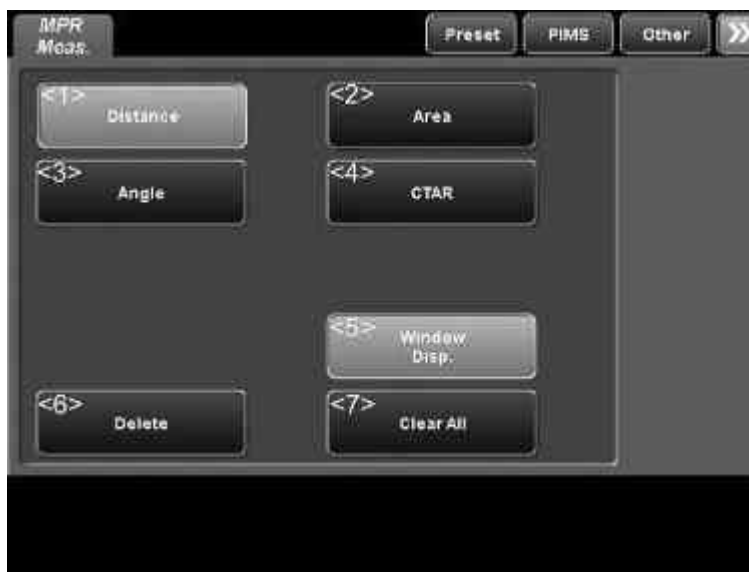 MPR
Meas.
Preset
PIMS
Other
<1>
Distance
<2>
Area
<3>
Angle
<4>
CTAR
<5>
Window
Disp.
<6>
Delete
<7>
Clear All